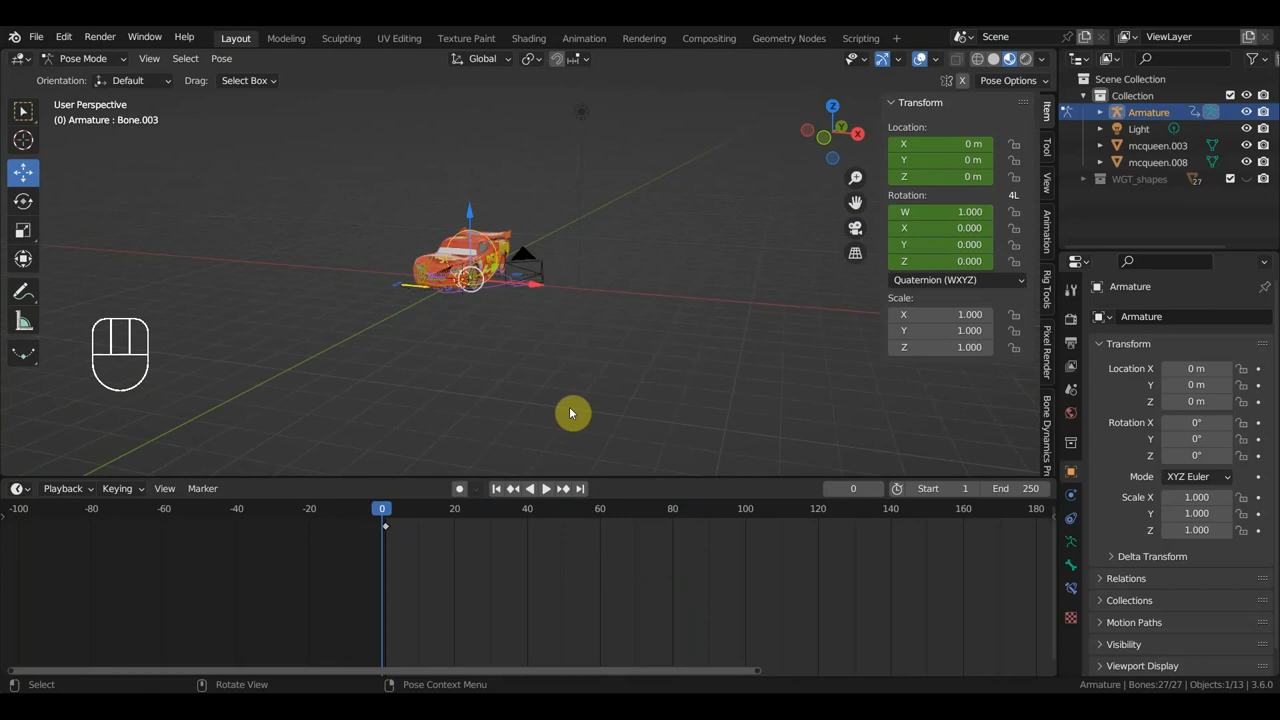 File Edit Render Window Help Layout Modeling Sculpting UV Editing Texture Paint Shading Animation Rendering Compositing Geometry Nodes Scripting + Scene ViewLayer
Pose Mode View Select Pose Global
Orientation: Default Drag: Select Box X Pose Options
User Perspective
(0) Armature : Bone.003
Z
Y
X
Transform
Location:
X 0 m
Y 0 m
Z 0 m
Rotation: 4L
W 1.000
X 0.000
Y 0.000
Z 0.000
Quaternion (WXYZ)
Scale:
X 1.000
Y 1.000
Z 1.000
Item
Tool
View
Animation
Rig Tools
Pixel Render
Bone Dynamics Pr
Scene Collection
Collection
Armature
Light
mcqueen.003
mcqueen.008
WGT_shapes 27
Armature
Armature
Transform
Location X 0 m
Y 0 m
Z 0 m
Rotation X 0°
Y 0°
Z 0°
Mode XYZ Euler
Scale X 1.000
Y 1.000
Z 1.000
Delta Transform
Relations
Collections
Motion Paths
Visibility
Viewport Display
Playback Keying View Marker 0 Start 1 End 250
-100 -80 -60 -40 -20 0 20 40 60 80 100 120 140 160 180
Select Rotate View Pose Context Menu Armature | Bones:27/27 | Objects:1/13 | 3.6.0